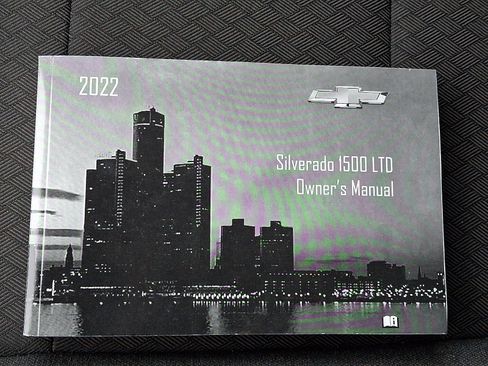 2022
Silverado 1500 LTD
Owner's Manual